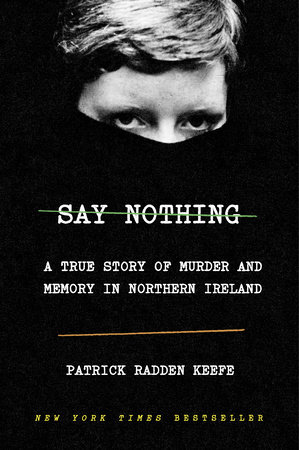 SAY NOTHING
A TRUE STORY OF MURDER AND
MEMORY IN NORTHERN IRELAND
PATRICK RADDEN KEEFE
NEW YORK TIMES BESTSELLER